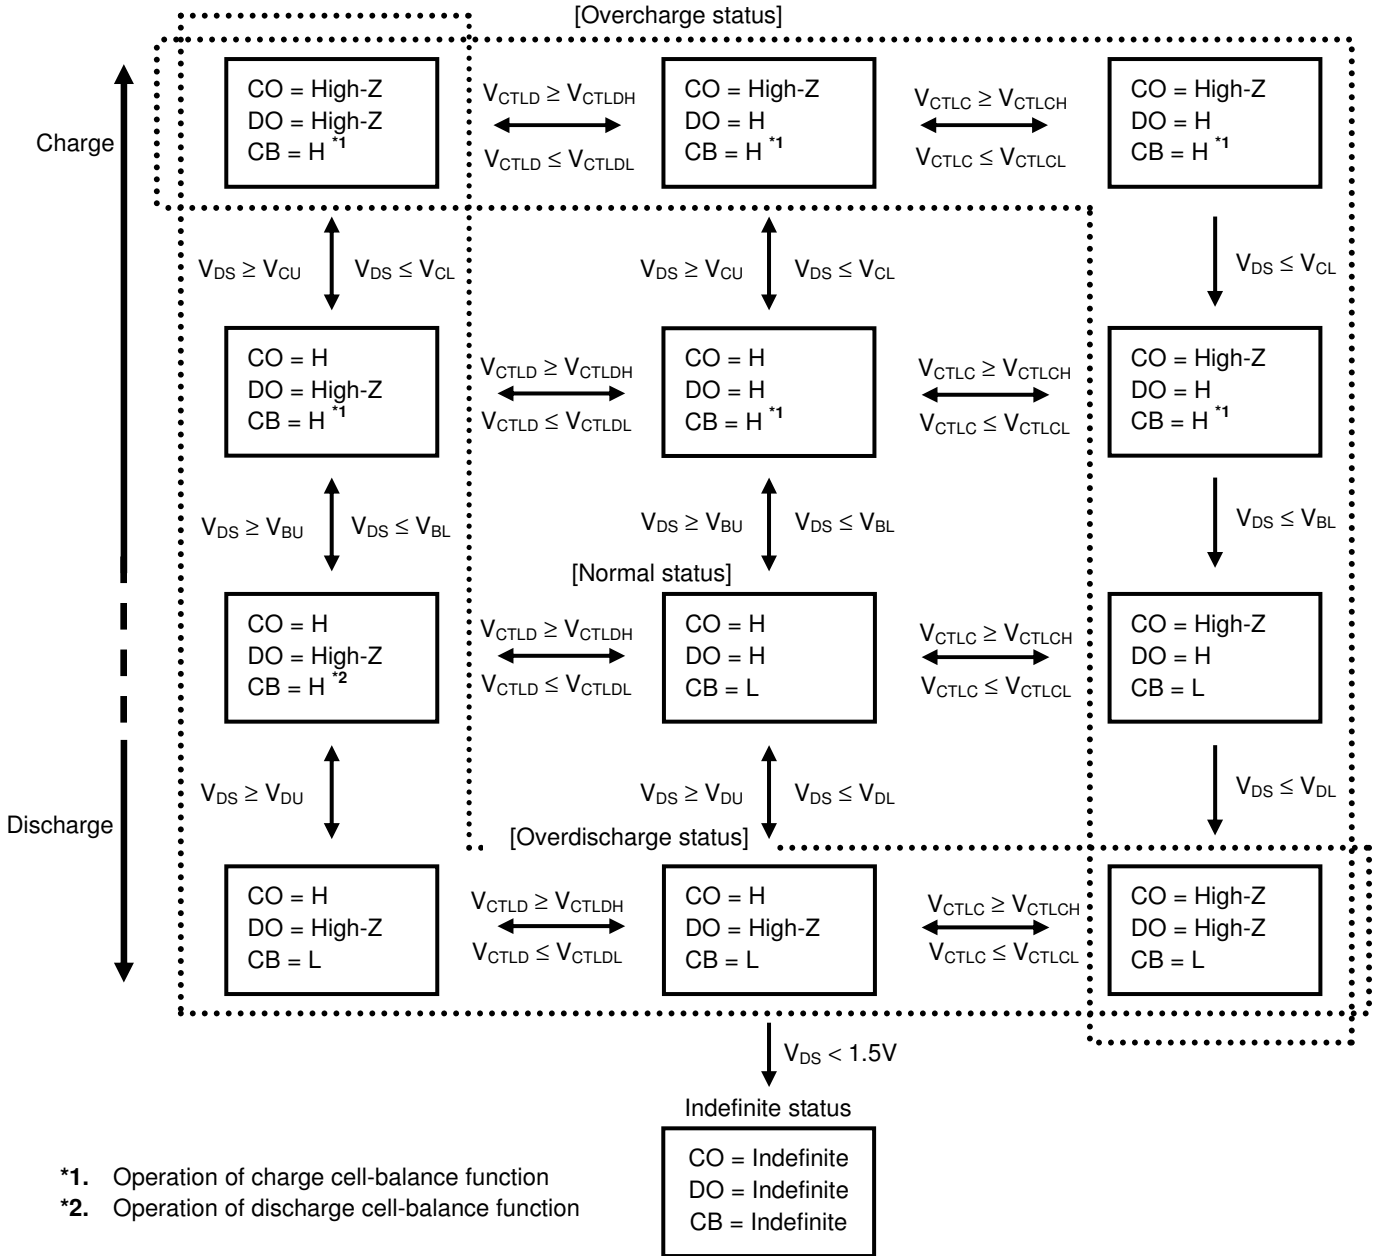 [Overcharge status]
Charge
CO = High-Z
DO = High-Z
CB = H *1
VCTLD ≥ VCTLDH
VCTLD ≤ VCTLDL
CO = High-Z
DO = H
CB = H *1
VCTLC ≥ VCTLCH
VCTLC ≤ VCTLCL
CO = High-Z
DO = H
CB = H *1
VDS ≥ VCU
VDS ≤ VCL
VDS ≥ VCU
VDS ≤ VCL
VDS ≤ VCL
CO = H
DO = High-Z
CB = H *1
VCTLD ≥ VCTLDH
VCTLD ≤ VCTLDL
CO = H
DO = H
CB = H *1
VCTLC ≥ VCTLCH
VCTLC ≤ VCTLCL
CO = High-Z
DO = H
CB = H *1
VDS ≥ VBU
VDS ≤ VBL
VDS ≥ VBU
VDS ≤ VBL
VDS ≤ VBL
[Normal status]
CO = H
DO = High-Z
CB = H *2
VCTLD ≥ VCTLDH
VCTLD ≤ VCTLDL
CO = H
DO = H
CB = L
VCTLC ≥ VCTLCH
VCTLC ≤ VCTLCL
CO = High-Z
DO = H
CB = L
VDS ≥ VDU
VDS ≥ VDU
VDS ≤ VDL
VDS ≤ VDL
Discharge
[Overdischarge status]
CO = H
DO = High-Z
CB = L
VCTLD ≥ VCTLDH
VCTLD ≤ VCTLDL
CO = H
DO = High-Z
CB = L
VCTLC ≥ VCTLCH
VCTLC ≤ VCTLCL
CO = High-Z
DO = High-Z
CB = L
VDS < 1.5V
Indefinite status
CO = Indefinite
DO = Indefinite
CB = Indefinite
*1. Operation of charge cell-balance function
*2. Operation of discharge cell-balance function